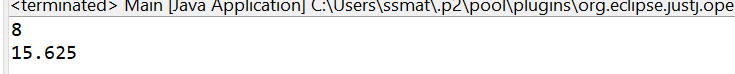 <terminated> Main [Java Application] C:\Users\ssmat\.p2\pool\plugins\org.eclipse.justj.ope
8
15.625